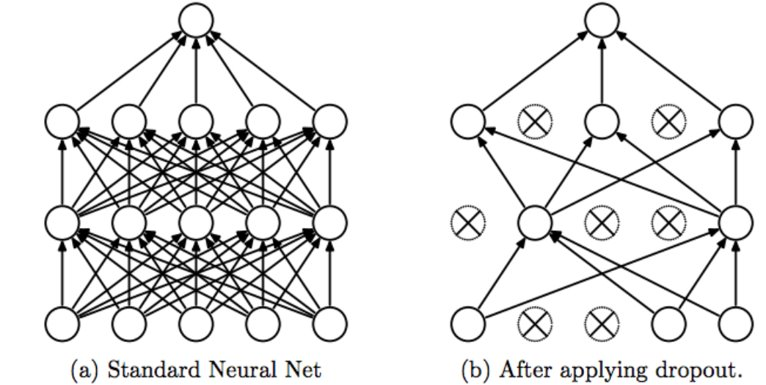 (a) Standard Neural Net
(b) After applying dropout.